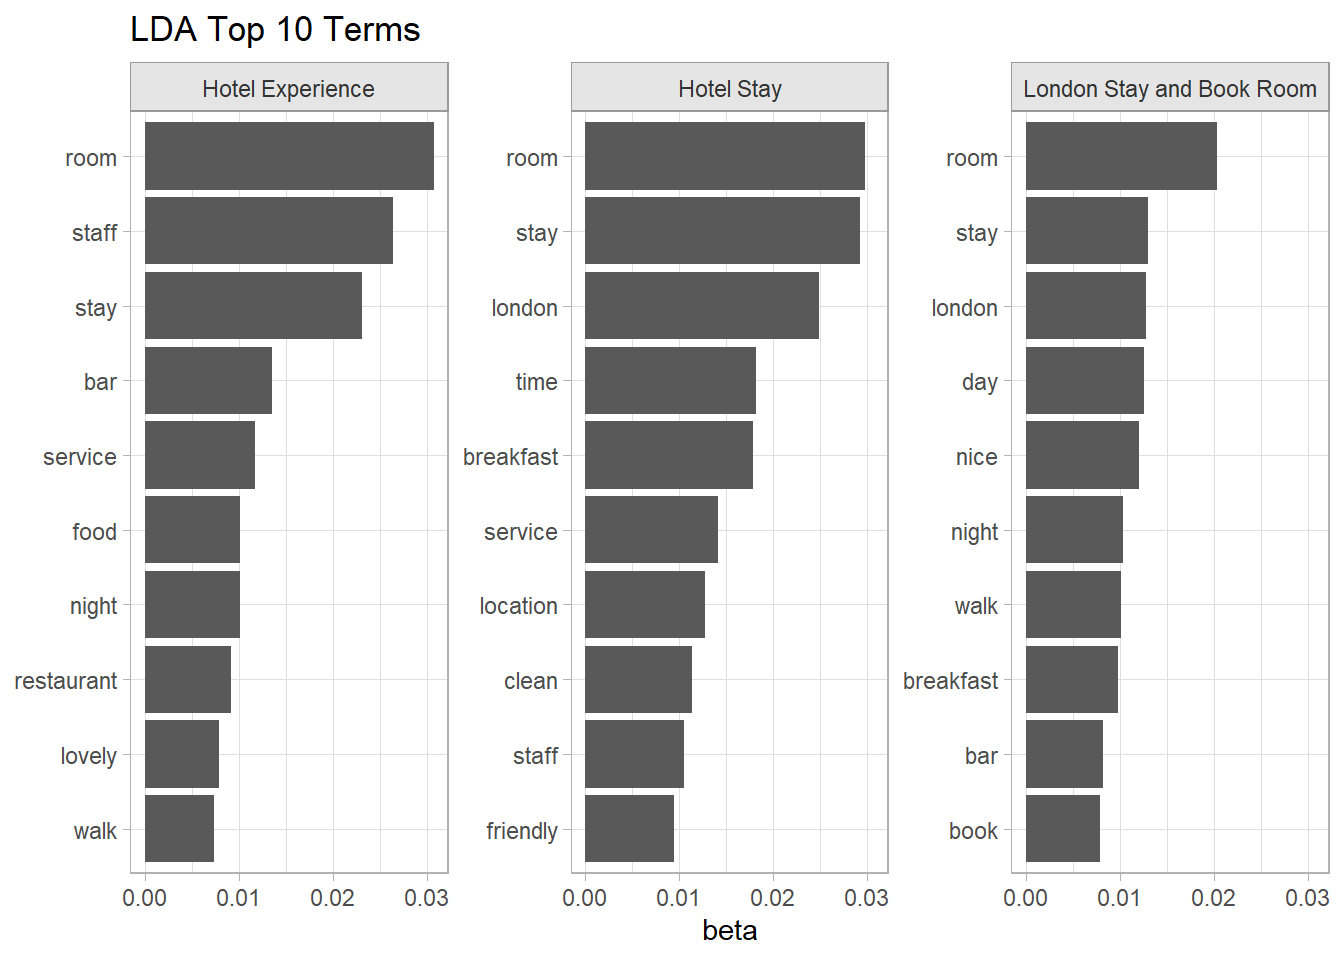 LDA Top 10 Terms
Hotel Experience
room
staff
stay
bar
service
food
night
restaurant
lovely
walk
0.00 0.01 0.02 0.03
Hotel Stay
room
stay
london
time
breakfast
service
location
clean
staff
friendly
0.00 0.01 0.02 0.03
London Stay and Book Room
room
stay
london
day
nice
night
walk
breakfast
bar
book
0.00 0.01 0.02 0.03
beta